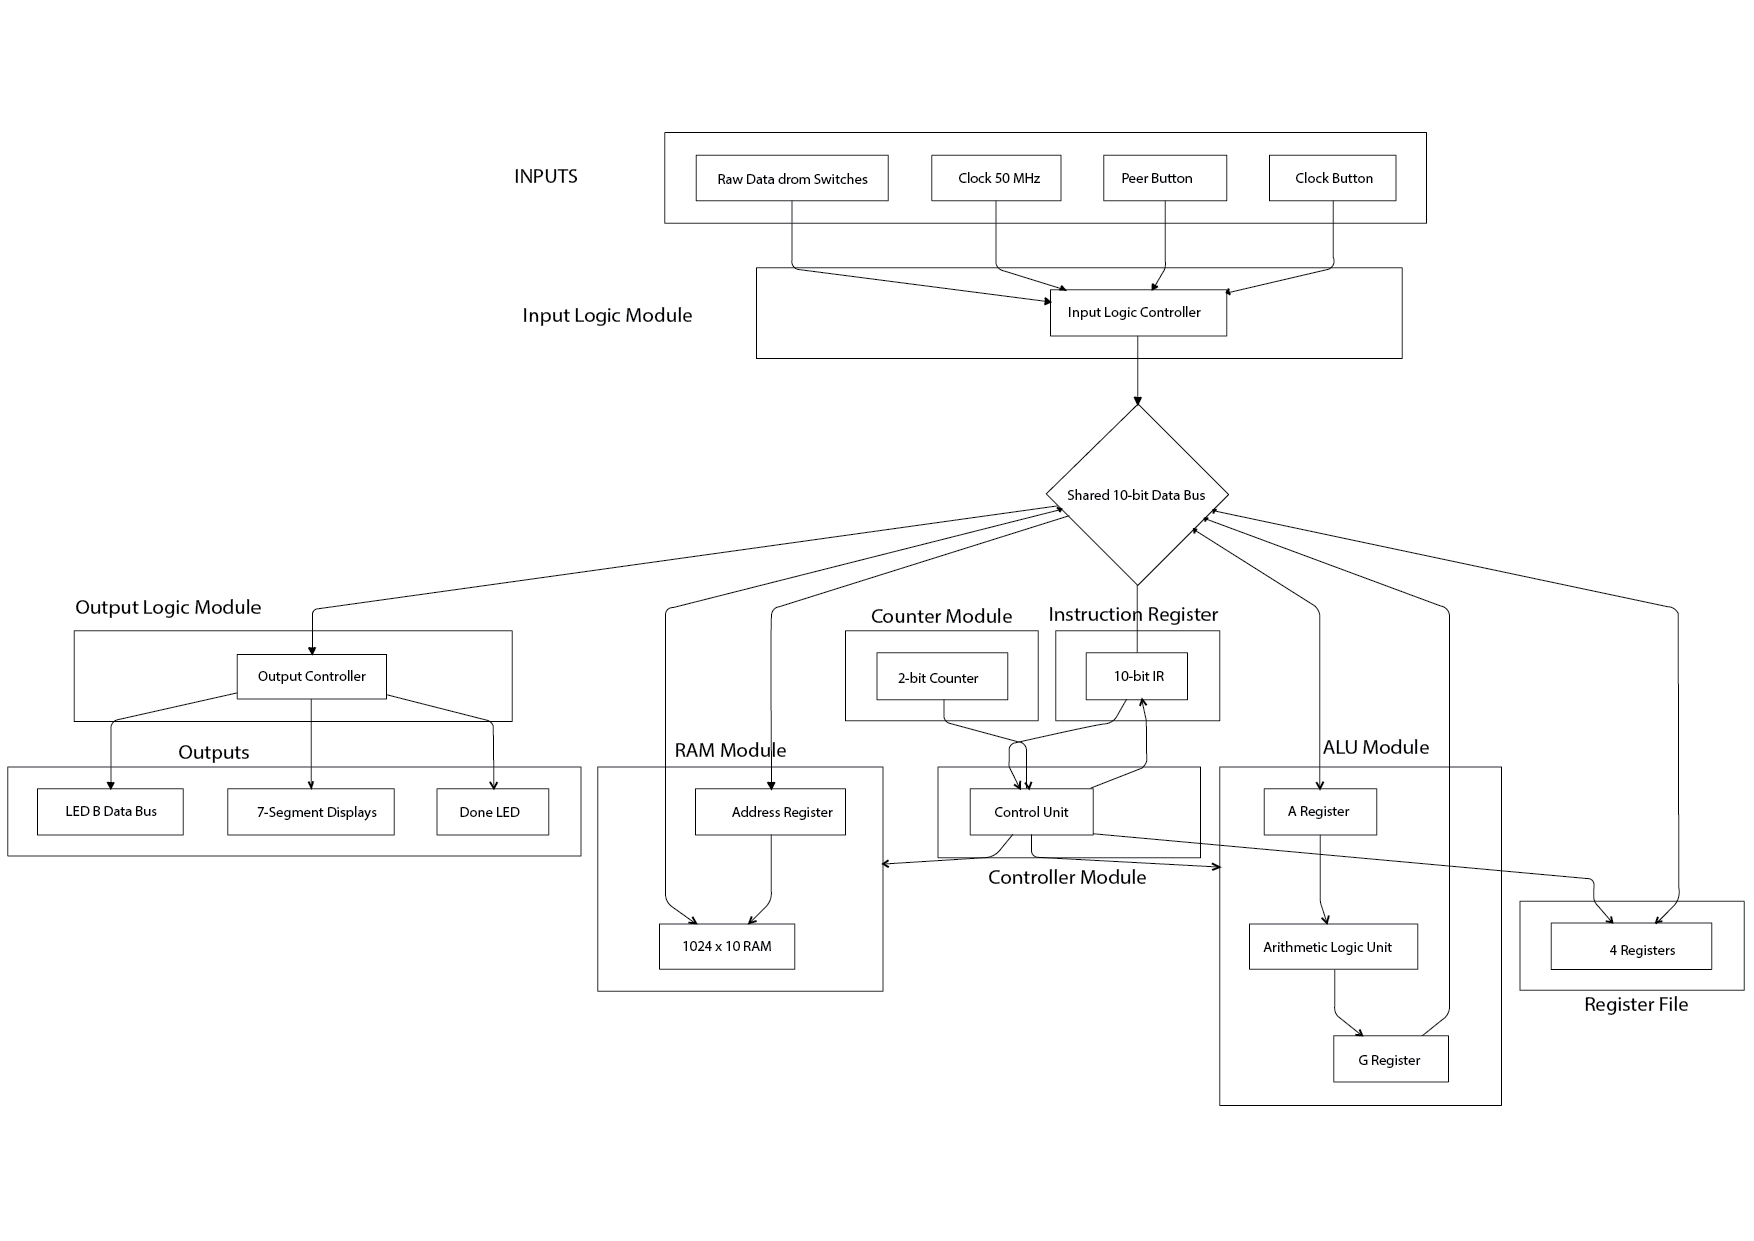 INPUTS
Raw Data drom Switches
Clock 50 MHz
Peer Button
Clock Button
Input Logic Module
Input Logic Controller
Shared 10-bit Data Bus
Output Logic Module
Counter Module
Instruction Register
Output Controller
2-bit Counter
10-bit IR
Outputs
RAM Module
ALU Module
LED B Data Bus
7-Segment Displays
Done LED
Address Register
Control Unit
A Register
Controller Module
1024 x 10 RAM
Arithmetic Logic Unit
4 Registers
Register File
G Register